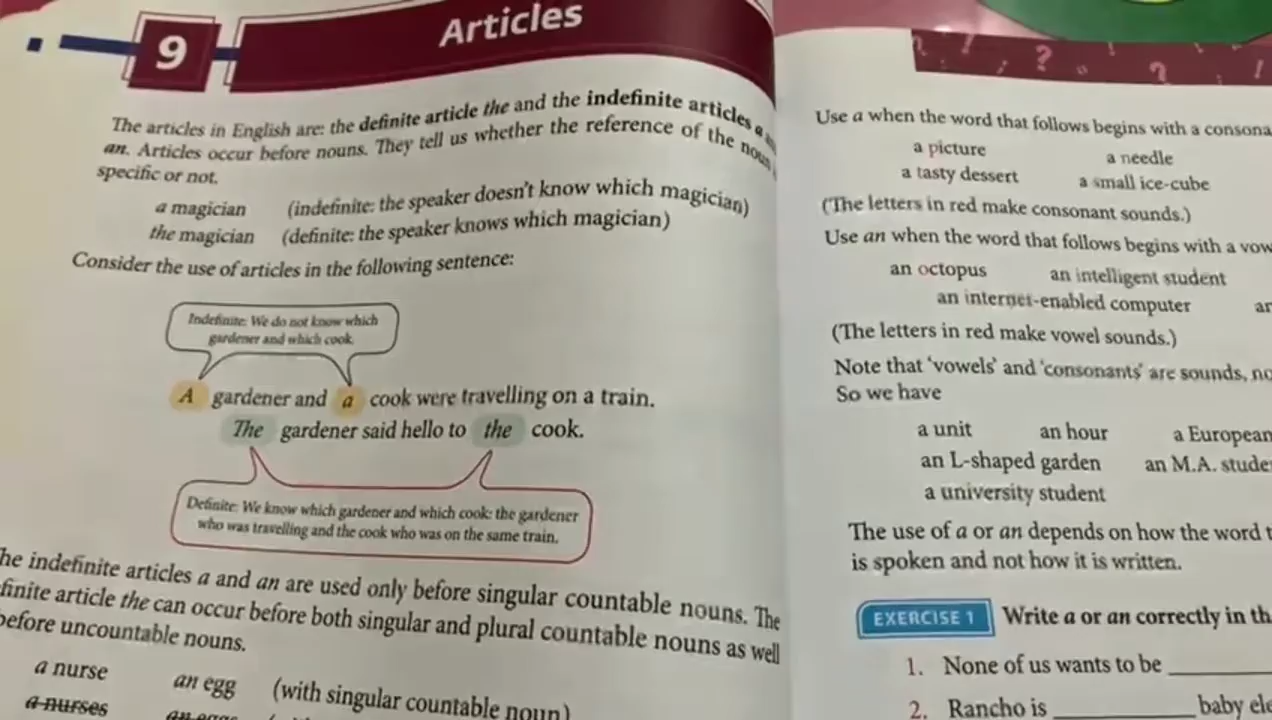 9
Articles
The articles in English are: the definite article the and the indefinite articles a
an. Articles occur before nouns. They tell us whether the reference of the noun
specific or not.
a magician (indefinite: the speaker doesn't know which magician)
the magician (definite: the speaker knows which magician)
Consider the use of articles in the following sentence:
Indefinite: We do not know which
gardener and which cook.
A gardener and a cook were travelling on a train.
The gardener said hello to the cook.
Definite: We know which gardener and which cook: the gardener
who was travelling and the cook who was on the same train.
he indefinite articles a and an are used only before singular countable nouns. The
finite article the can occur before both singular and plural countable nouns as well
before uncountable nouns.
a nurse an egg (with singular countable noun)
a nurses
Use a when the word that follows begins with a consona
a picture a needle
a tasty dessert a small ice-cube
(The letters in red make consonant sounds.)
Use an when the word that follows begins with a vow
an octopus an intelligent student
an internet-enabled computer
(The letters in red make vowel sounds.)
Note that 'vowels' and 'consonants' are sounds, no
So we have
a unit an hour a European
an L-shaped garden an M.A. stude
a university student
The use of a or an depends on how the word t
is spoken and not how it is written.
EXERCISE 1 Write a or an correctly in th
1. None of us wants to be
2. Rancho is baby ele